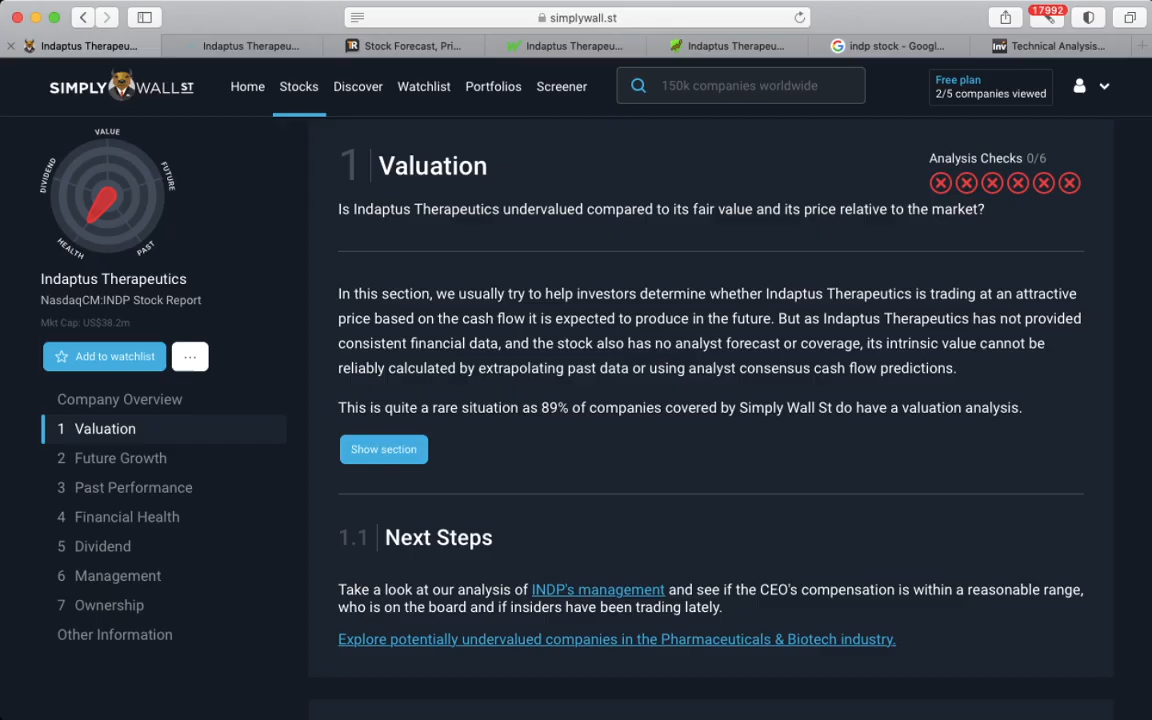 simplywall.st
17992
Indaptus Therapeu...
Indaptus Therapeu...
TR
Stock Forecast, Pri...
Indaptus Therapeu...
Indaptus Therapeu...
indp stock - Googl...
Inv
Technical Analysis...
SIMPLY WALL ST
Home
Stocks
Discover
Watchlist
Portfolios
Screener
150k companies worldwide
Free plan
2/5 companies viewed
VALUE
FUTURE
PAST
HEALTH
DIVIDEND
Indaptus Therapeutics
NasdaqCM:INDP Stock Report
Mkt Cap: US$38.2m
Add to watchlist
...
Company Overview
1 Valuation
2 Future Growth
3 Past Performance
4 Financial Health
5 Dividend
6 Management
7 Ownership
Other Information
1 Valuation
Analysis Checks 0/6
Is Indaptus Therapeutics undervalued compared to its fair value and its price relative to the market?
In this section, we usually try to help investors determine whether Indaptus Therapeutics is trading at an attractive
price based on the cash flow it is expected to produce in the future. But as Indaptus Therapeutics has not provided
consistent financial data, and the stock also has no analyst forecast or coverage, its intrinsic value cannot be
reliably calculated by extrapolating past data or using analyst consensus cash flow predictions.
This is quite a rare situation as 89% of companies covered by Simply Wall St do have a valuation analysis.
Show section
1.1 Next Steps
Take a look at our analysis of INDP's management and see if the CEO's compensation is within a reasonable range,
who is on the board and if insiders have been trading lately.
Explore potentially undervalued companies in the Pharmaceuticals & Biotech industry.